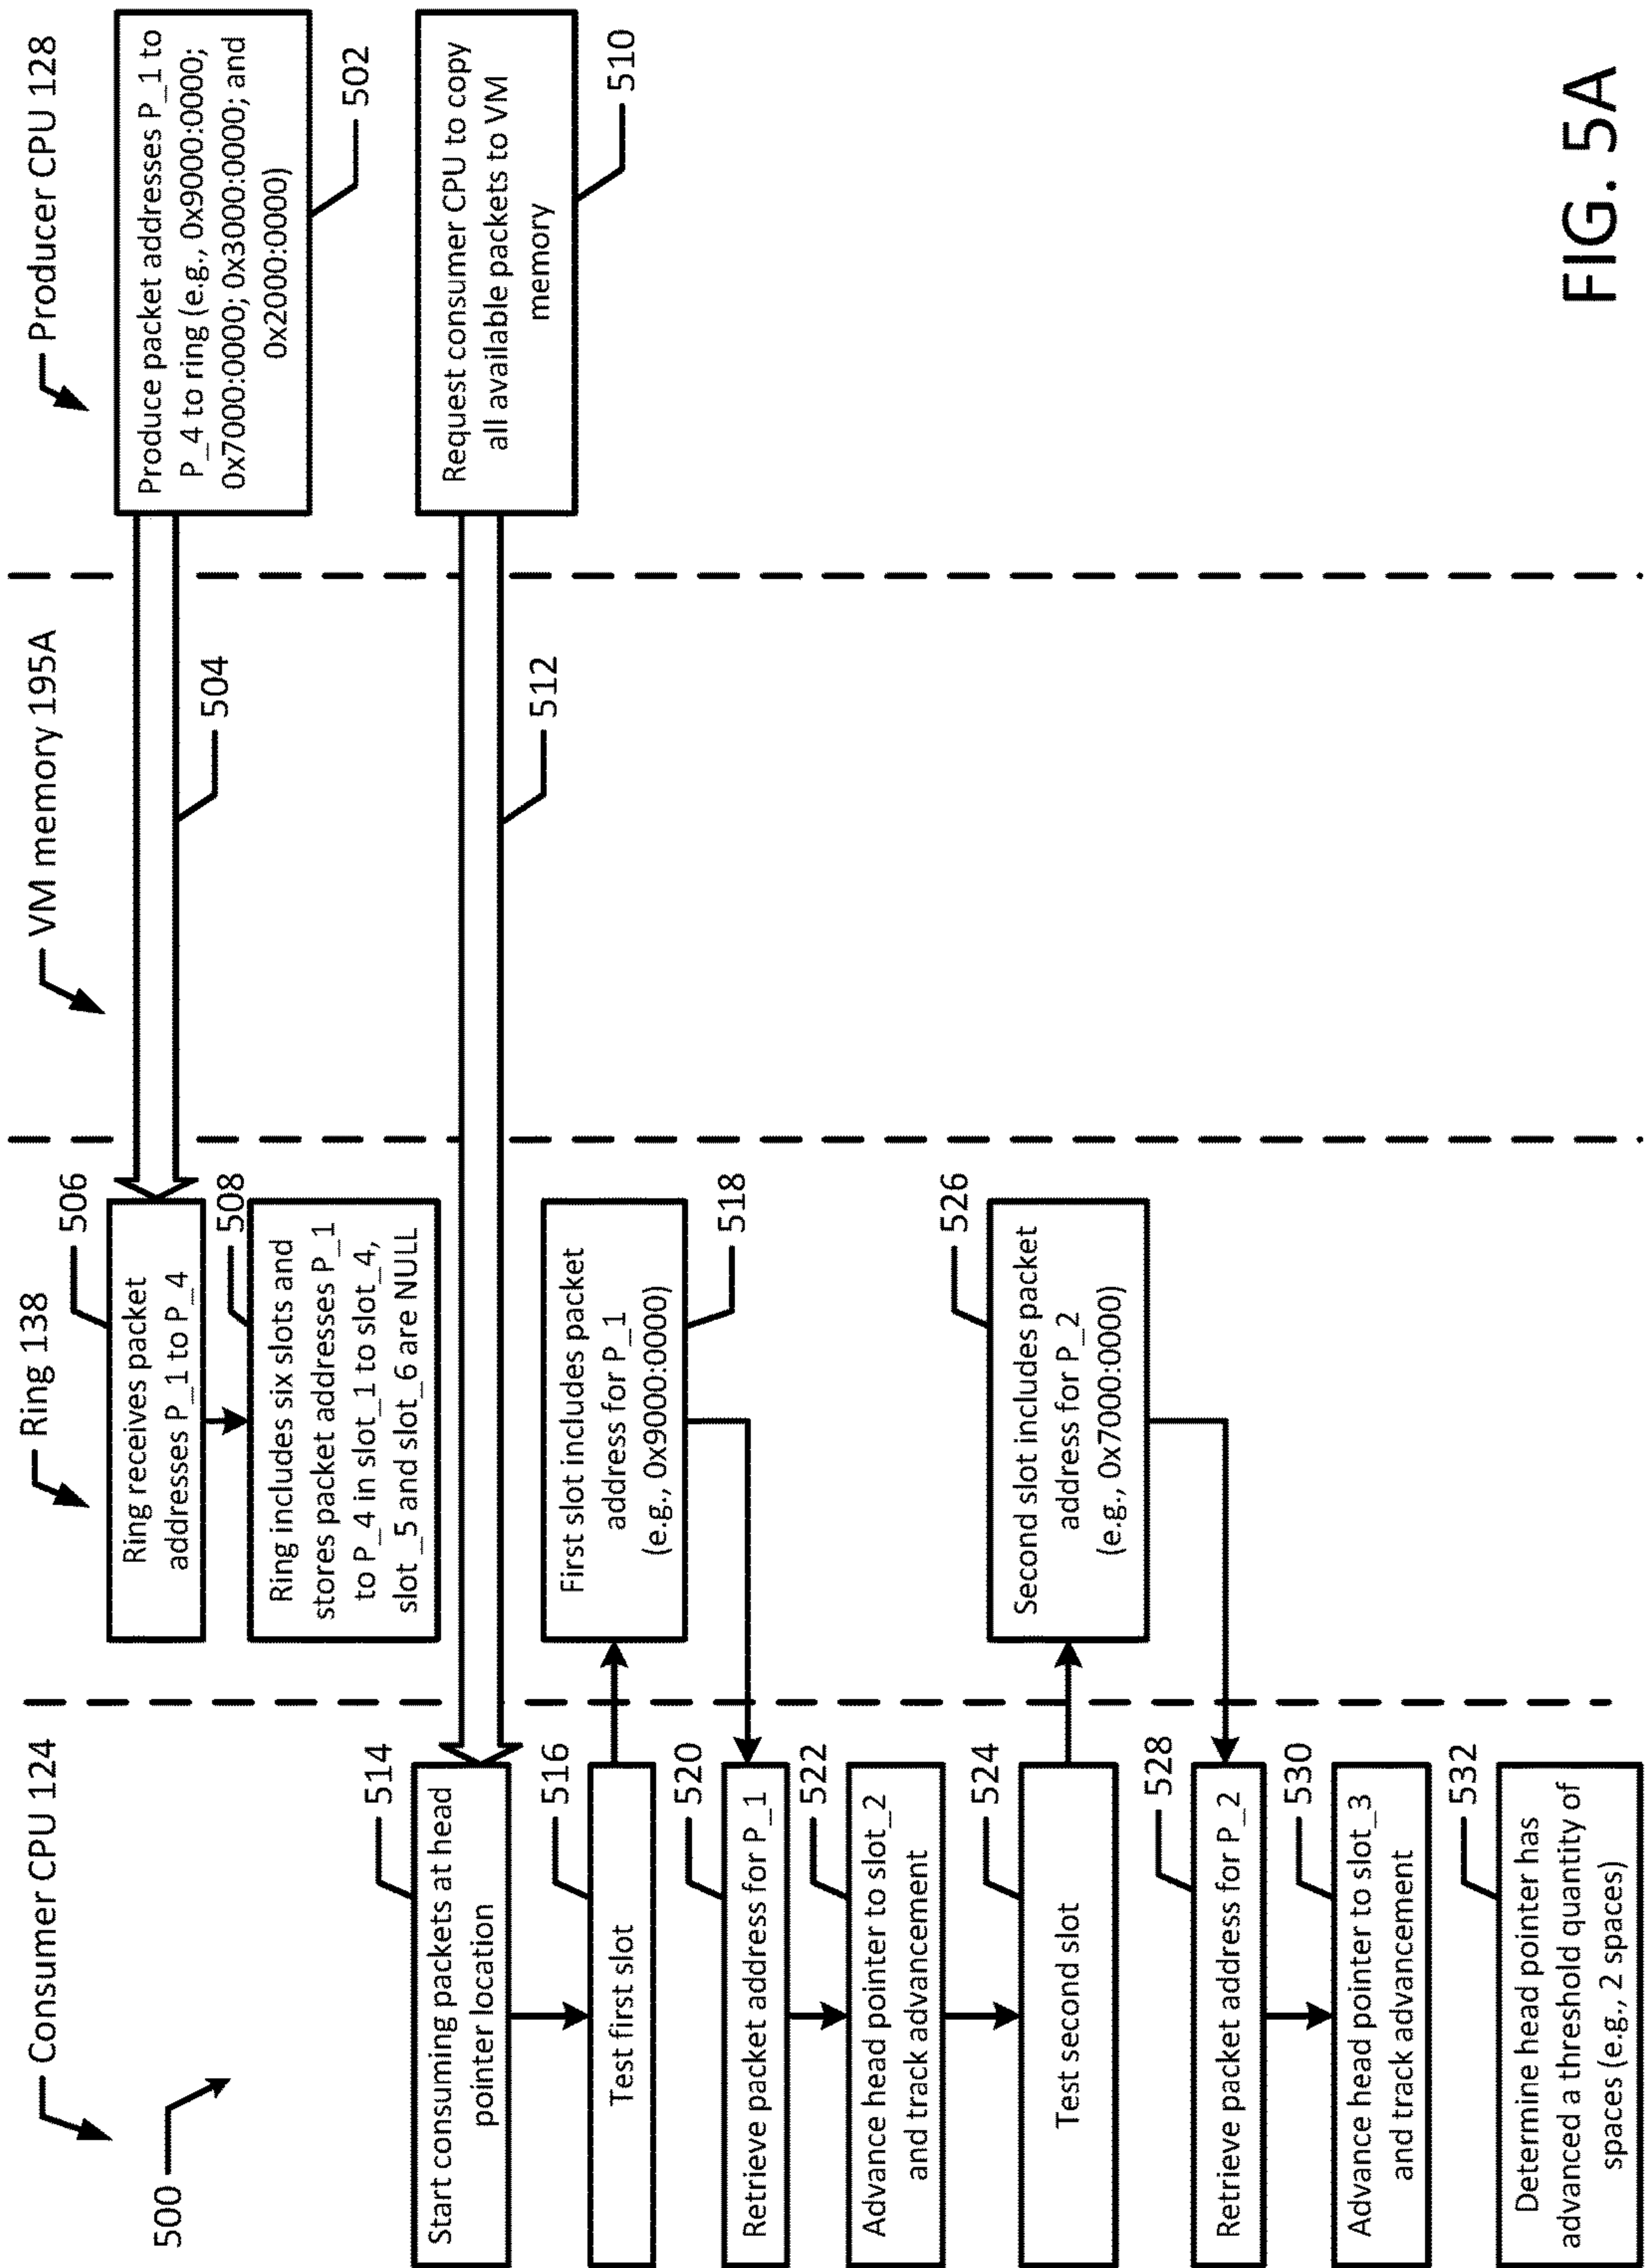 Consumer CPU 124
Ring 138
VM memory 195A
Producer CPU 128
500
Produce packet addresses P_1 to
P_4 to ring (e.g., 0x9000:0000;
0x7000:0000; 0x3000:0000; and
0x2000:0000)
502
504
506
Ring receives packet
addresses P_1 to P_4
508
Ring includes six slots and
stores packet addresses P_1
to P_4 in slot_1 to slot_4,
slot _5 and slot_6 are NULL
Request consumer CPU to copy
all available packets to VM
memory
510
512
514
Start consuming packets at head
pointer location
516
Test first slot
First slot includes packet
address for P_1
(e.g., 0x9000:0000)
518
520
Retrieve packet address for P_1
522
Advance head pointer to slot_2
and track advancement
524
Test second slot
Second slot includes packet
address for P_2
(e.g., 0x7000:0000)
526
528
Retrieve packet address for P_2
530
Advance head pointer to slot_3
and track advancement
532
Determine head pointer has
advanced a threshold quantity of
spaces (e.g., 2 spaces)
FIG. 5A